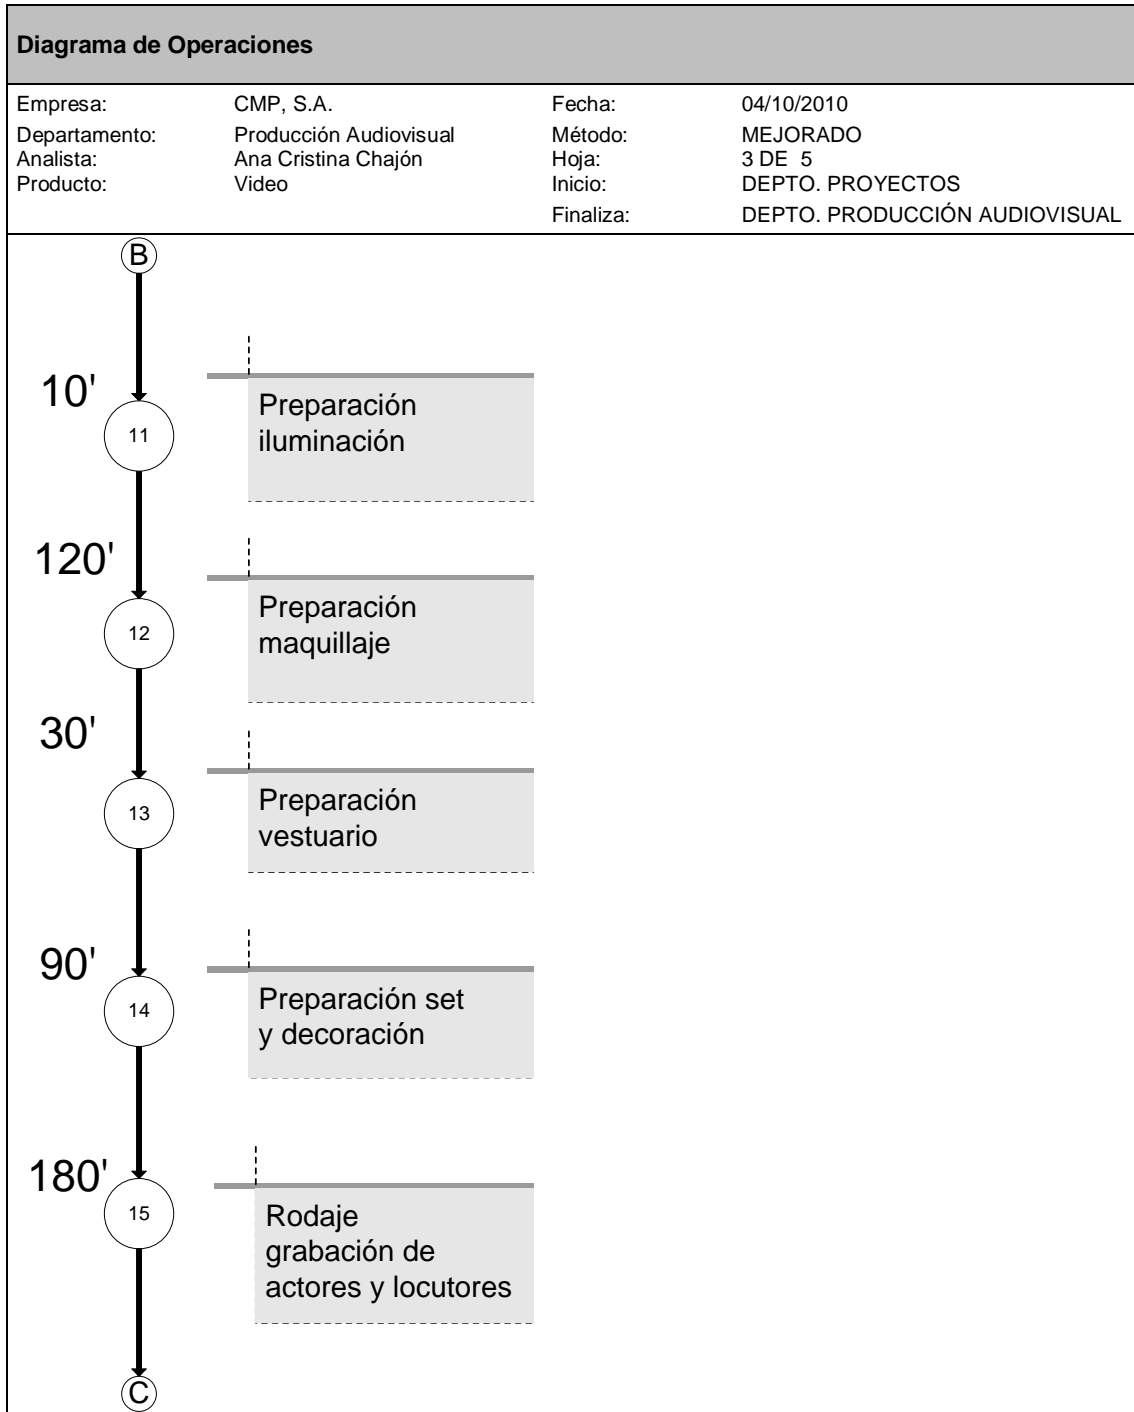 Diagrama de Operaciones
Empresa: CMP, S.A. Fecha: 04/10/2010
Departamento: Producción Audiovisual Método: MEJORADO
Analista: Ana Cristina Chajón Hoja: 3 DE 5
Producto: Video Inicio: DEPTO. PROYECTOS
Finaliza: DEPTO. PRODUCCIÓN AUDIOVISUAL
B
10'
11
Preparación
iluminación
120'
12
Preparación
maquillaje
30'
13
Preparación
vestuario
90'
14
Preparación set
y decoración
180'
15
Rodaje
grabación de
actores y locutores
C